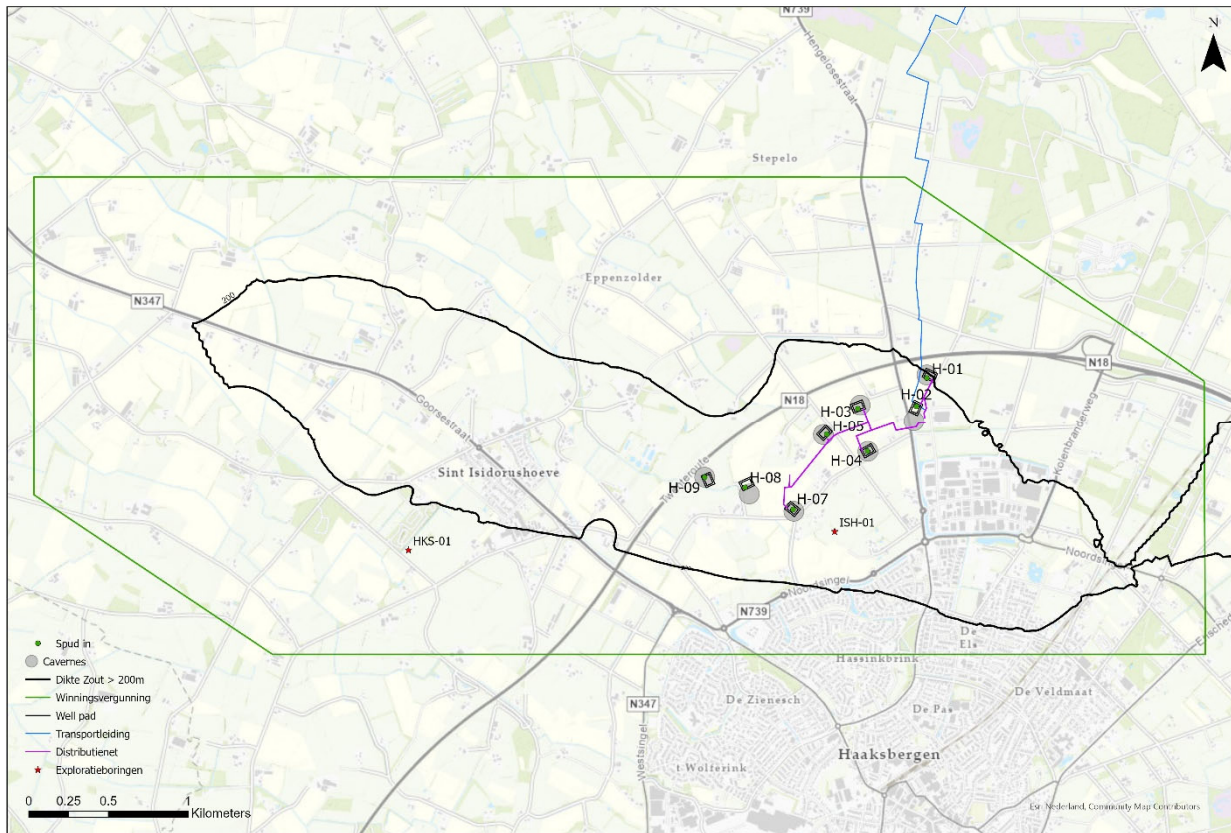 N739
Hengelosestraat
N
Stepelo
Eppenzolder
N347
200
N18
H-01
N18
H-02
H-03
H-05
Goorsestraat
Kolenbranderweg
H-04
Sint Isidorushoeve
H-09
H-08
H-07
Twenteroute
ISH-01
HKS-01
Noordsingel
N739
De
Els
Hassinkbrink
De Veldmaat
De Zienesch
De Pas
N347
Westsingel
Haaksbergen
't Wolferink
Spud in
Cavernes
Dikte Zout > 200m
Winningsvergunning
Well pad
Transportleiding
Distributienet
Exploratieboringen
0 0.25 0.5 1
Kilometers
Esri Nederland, Community Map Contributors